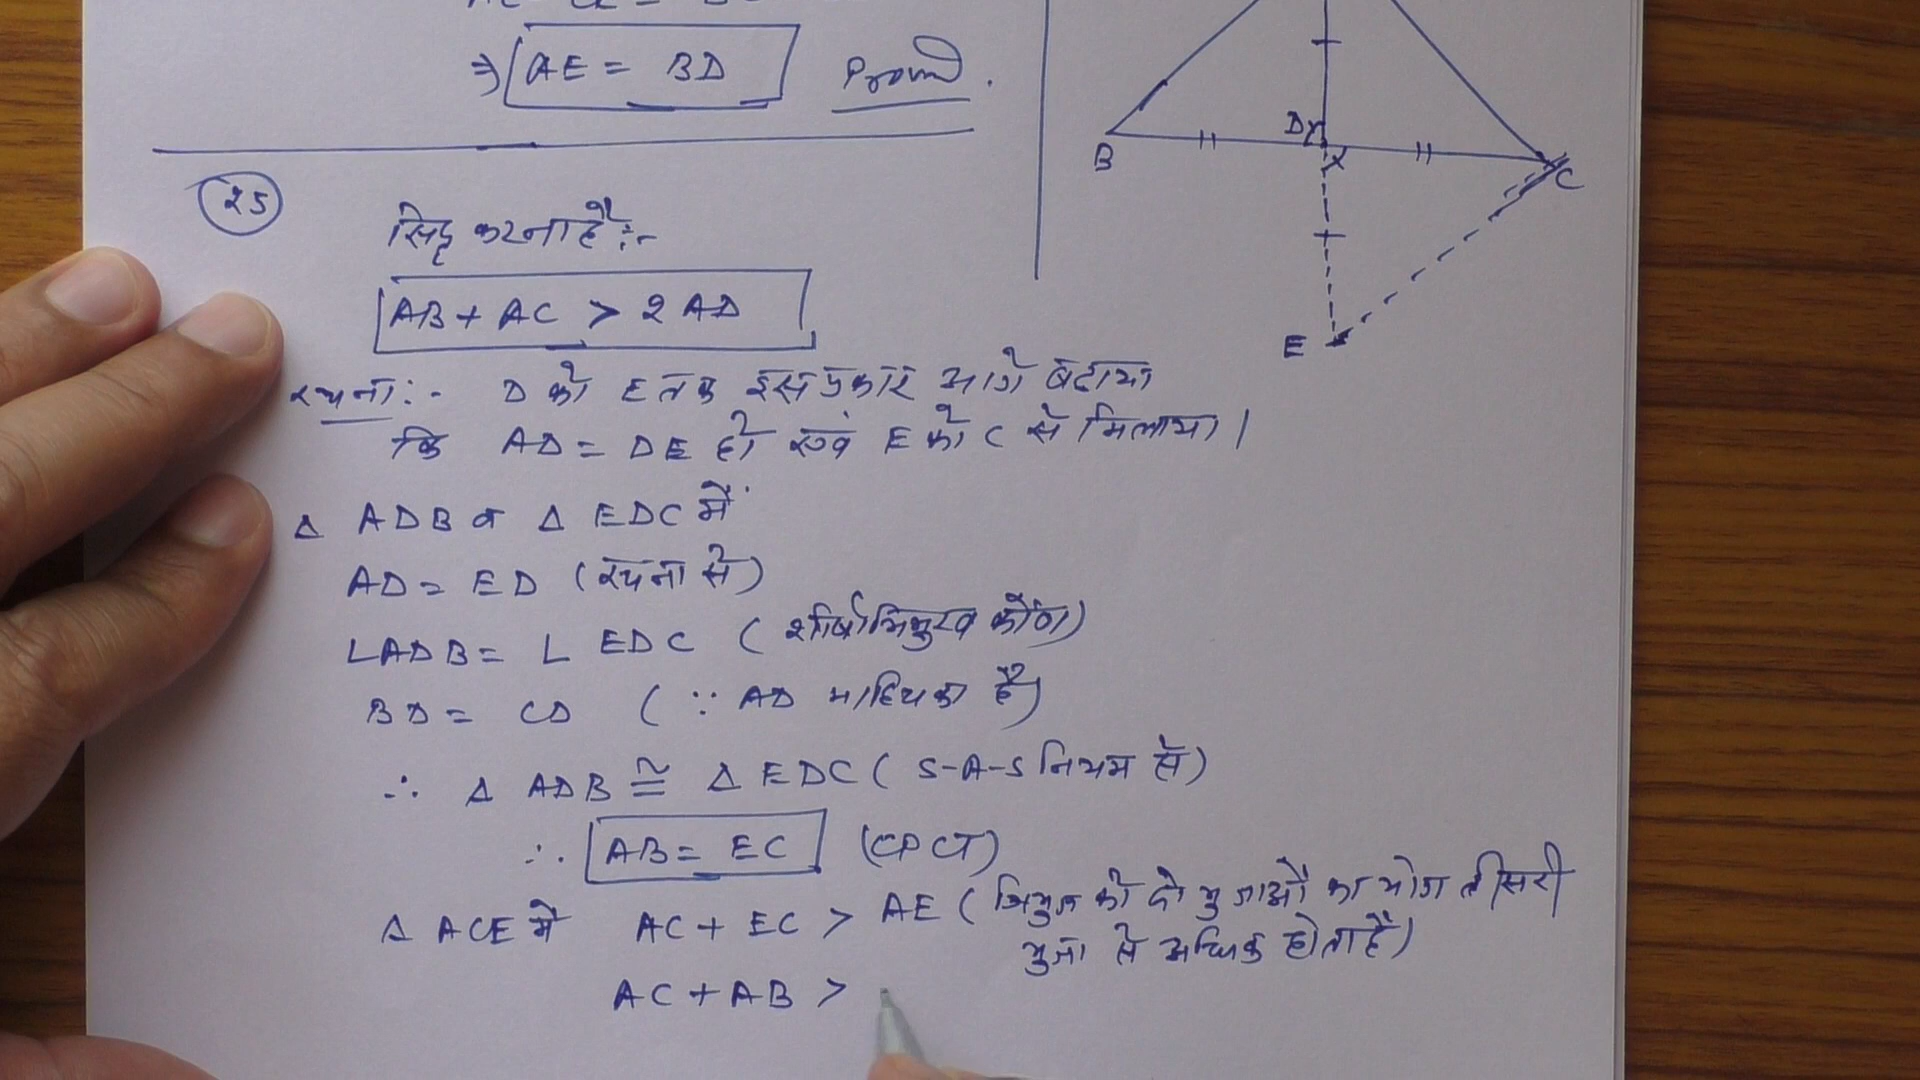 ⇒ AE = BD Proved.
B
D
C
E
25
सिद्ध करना है :-
AB + AC > 2 AD
रचना :- D को E तक इस प्रकार आगे बढ़ाया
कि AD = DE हो एवं E को C से मिलाया।
Δ ADB व Δ EDC में
AD = ED (रचना से)
∠ADB = ∠ EDC (शीर्षाभिमुख कोण)
BD = CD (∵ AD माध्यिका है)
∴ Δ ADB ≅ Δ EDC (S-A-S नियम से)
∴ AB = EC (CPCT)
Δ ACE में AC + EC > AE (त्रिभुज की दो भुजाओं का योग तीसरी
भुजा से अधिक होता है)
AC + AB >